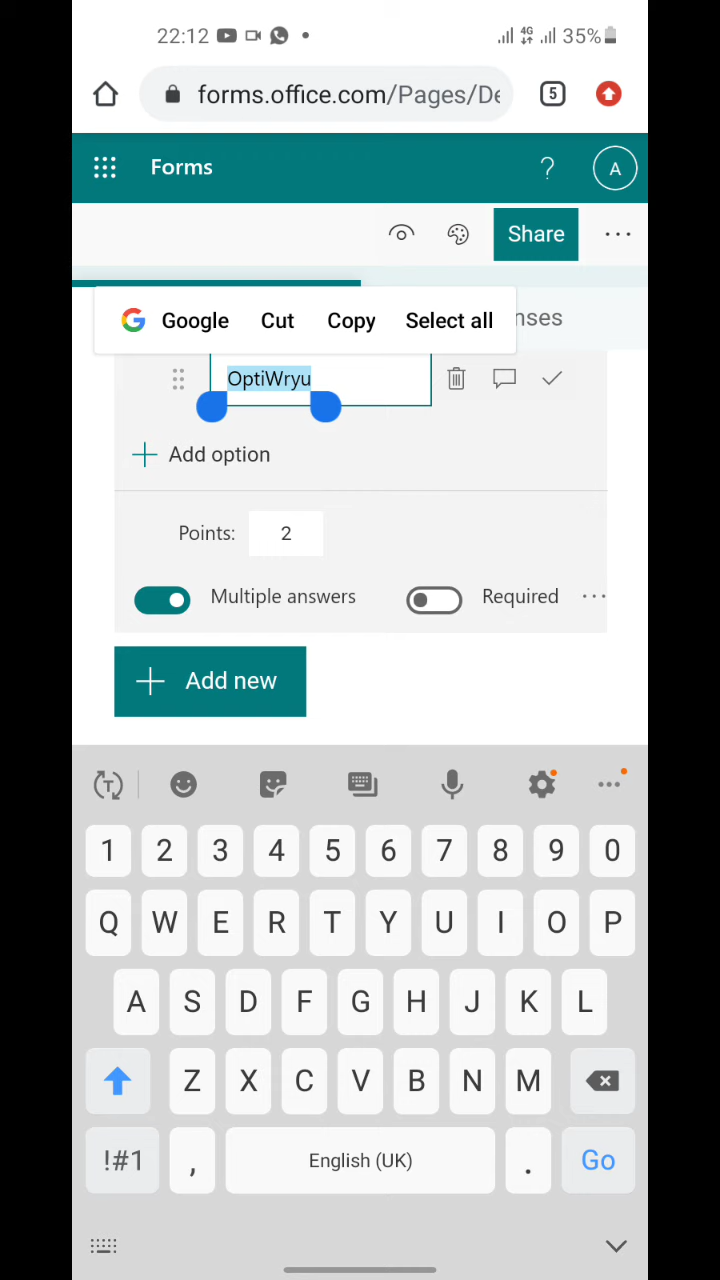 22:12 4G 35%
forms.office.com/Pages/De 5
Forms ? A
Share
Google Cut Copy Select all nses
OptiWryu
Add option
Points: 2
Multiple answers Required
Add new
T
1 2 3 4 5 6 7 8 9 0
Q W E R T Y U I O P
A S D F G H J K L
Z X C V B N M
!#1 , English (UK) . Go